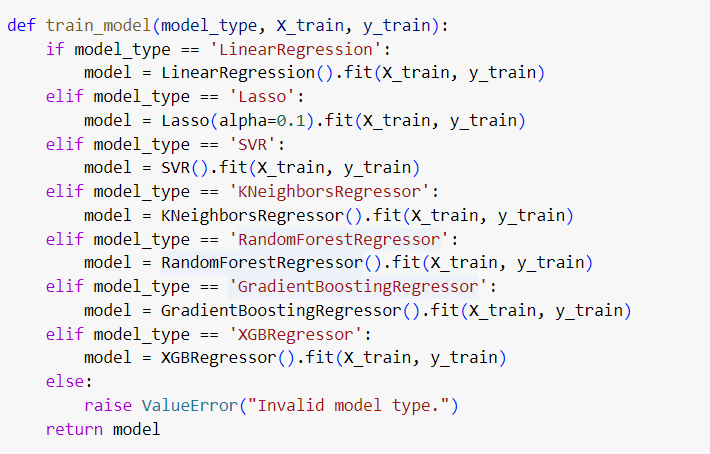 def train_model(model_type, X_train, y_train):
    if model_type == 'LinearRegression':
        model = LinearRegression().fit(X_train, y_train)
    elif model_type == 'Lasso':
        model = Lasso(alpha=0.1).fit(X_train, y_train)
    elif model_type == 'SVR':
        model = SVR().fit(X_train, y_train)
    elif model_type == 'KNeighborsRegressor':
        model = KNeighborsRegressor().fit(X_train, y_train)
    elif model_type == 'RandomForestRegressor':
        model = RandomForestRegressor().fit(X_train, y_train)
    elif model_type == 'GradientBoostingRegressor':
        model = GradientBoostingRegressor().fit(X_train, y_train)
    elif model_type == 'XGBRegressor':
        model = XGBRegressor().fit(X_train, y_train)
    else:
        raise ValueError("Invalid model type.")
    return model